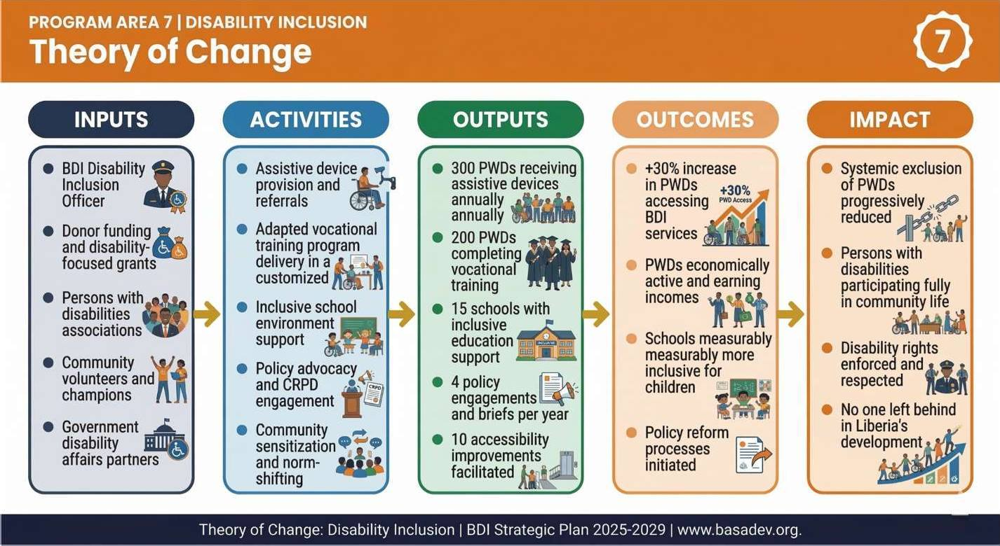 PROGRAM AREA 7 | DISABILITY INCLUSION
Theory of Change
7
INPUTS
BDI Disability
Inclusion
Officer
Donor funding
and disability-
focused grants
Persons with
disabilities
associations
Community
volunteers and
champions
Government
disability
affairs partners
ACTIVITIES
Assistive device
provision and
referrals
Adapted vocational
training program
delivery in a
customized
Inclusive school
environment
support
Policy advocacy
and CRPD
engagement
CRPD
Community
sensitization
and norm-
shifting
OUTPUTS
300 PWDs receiving
assistive devices
annually
annually
200 PWDs
completing
vocational
training
15 schools with
inclusive
education
support
INCLUSIVE
4 policy
engagements
and briefs per year
10 accessibility
improvements
facilitated
OUTCOMES
+30% increase
in PWDs
accessing
BDI
services
+30%
PWD Access
PWDs economically
active and earning
incomes
Schools measurably
measurably more
inclusive for
children
Policy reform
processes
initiated
IMPACT
Systemic exclusion
of PWDs
progressively
reduced
Persons with
disabilities
participating fully
in community life
Disability rights
enforced and
respected
No one left behind
in Liberia's
development
Theory of Change: Disability Inclusion | BDI Strategic Plan 2025-2029 | www.basadev.org.